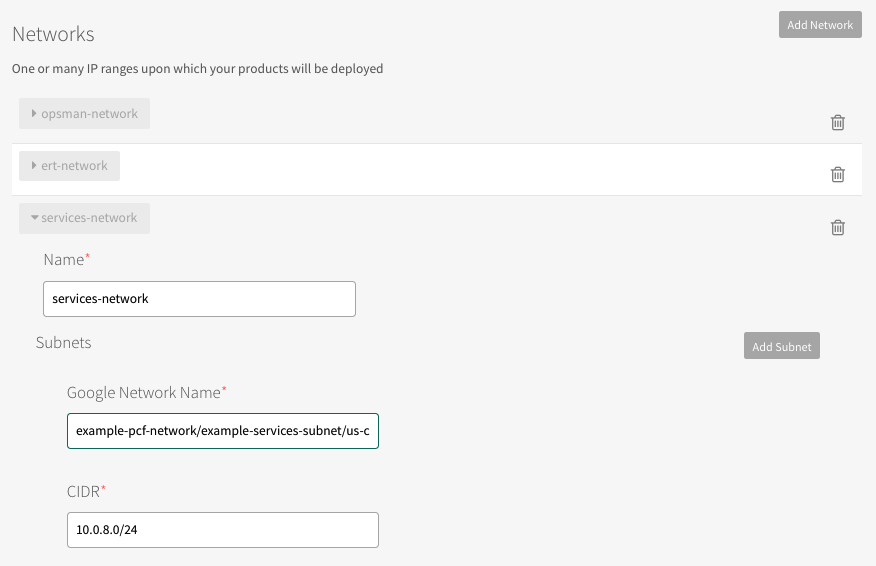 Networks
Add Network
One or many IP ranges upon which your products will be deployed
opsman-network
ert-network
services-network
Name*
services-network
Subnets
Add Subnet
Google Network Name*
example-pcf-network/example-services-subnet/us-c
CIDR*
10.0.8.0/24